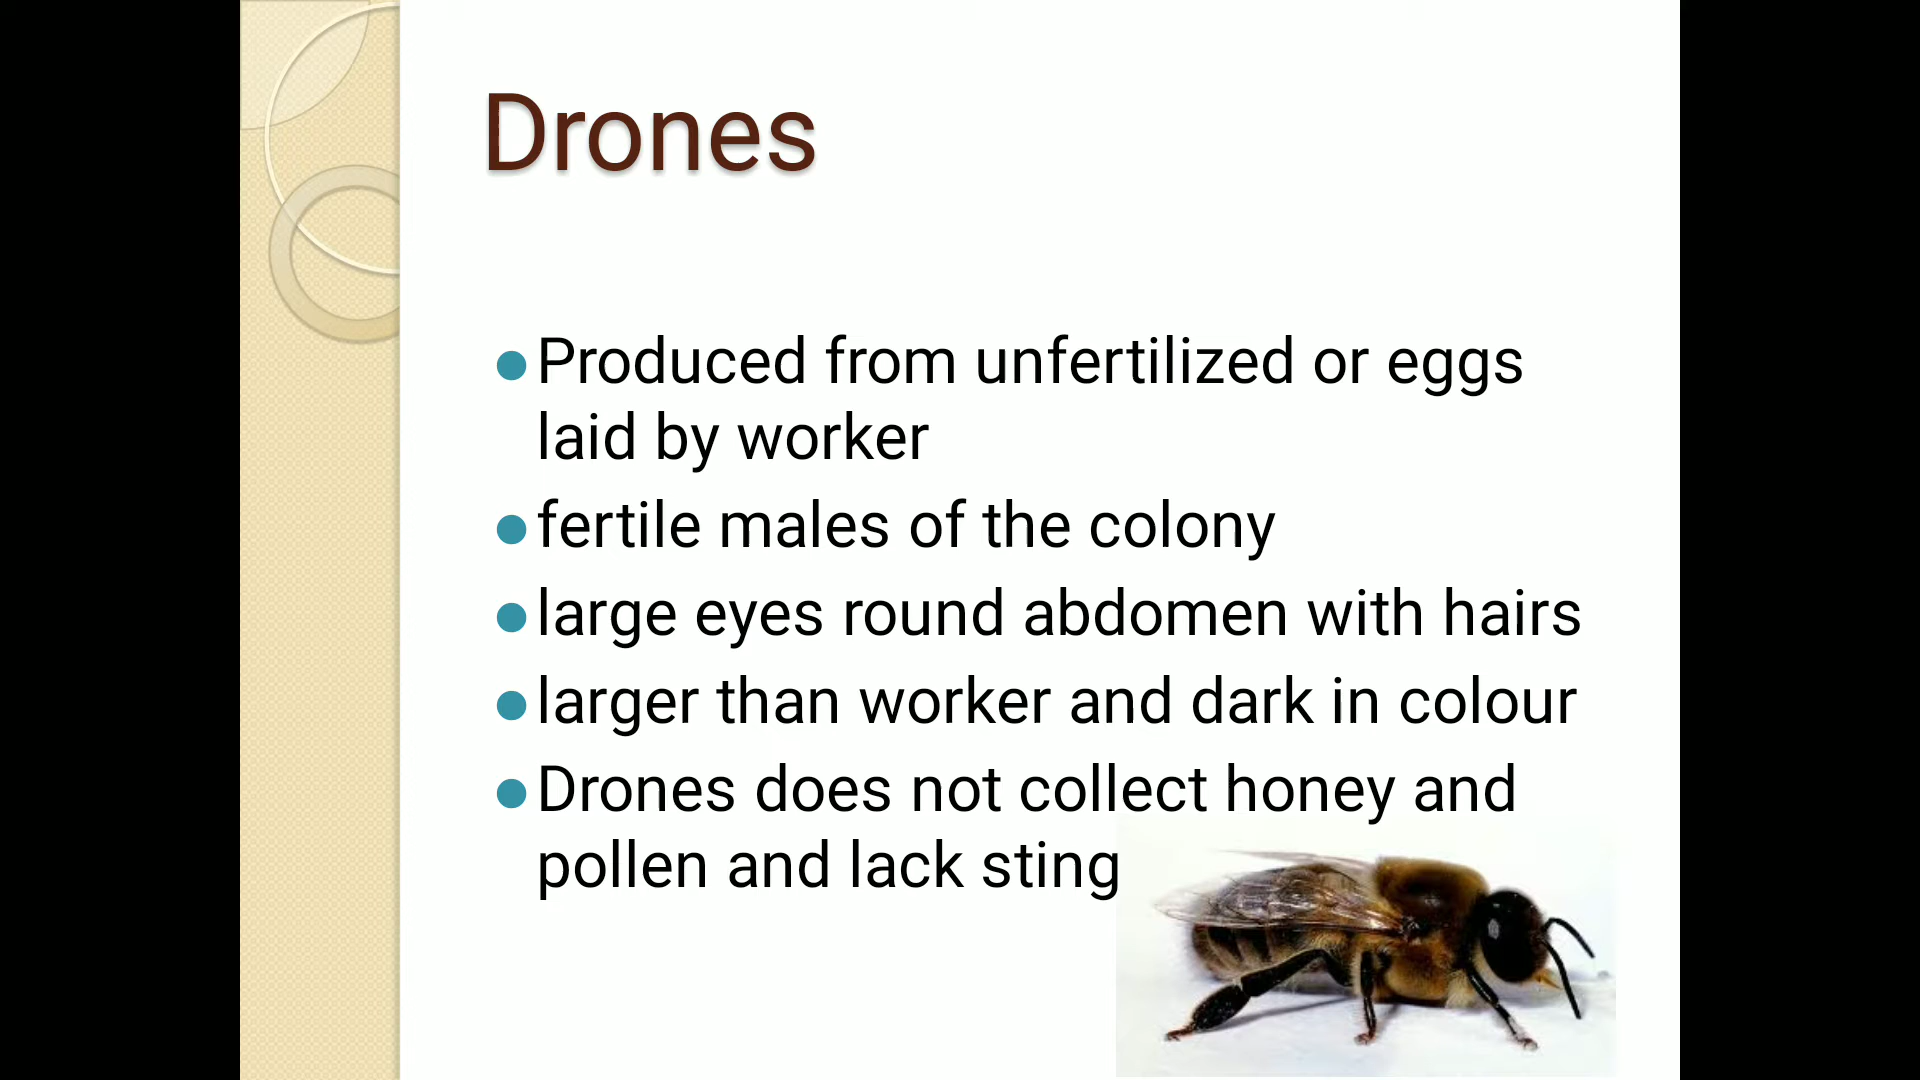 Drones
Produced from unfertilized or eggs
laid by worker
fertile males of the colony
large eyes round abdomen with hairs
larger than worker and dark in colour
Drones does not collect honey and
pollen and lack sting